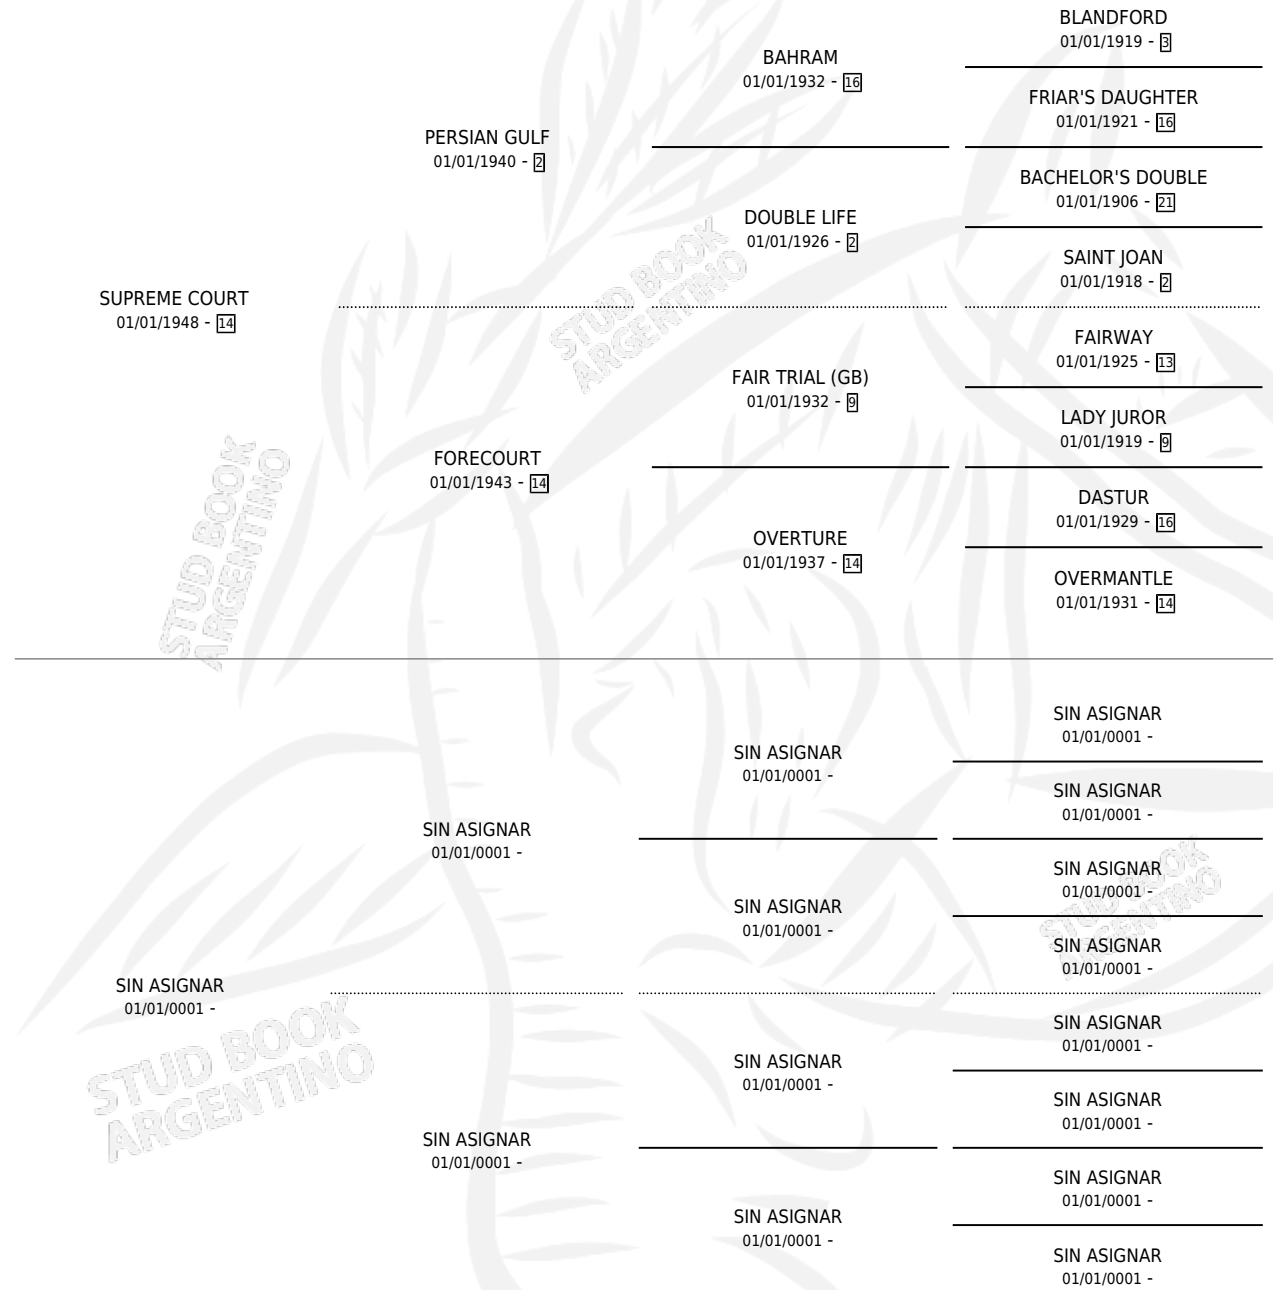 BLANDFORD
01/01/1919 - 3
BAHRAM
01/01/1932 - 16
FRIAR'S DAUGHTER
01/01/1921 - 16
PERSIAN GULF
01/01/1940 - 2
BACHELOR'S DOUBLE
01/01/1906 - 21
DOUBLE LIFE
01/01/1926 - 2
SAINT JOAN
01/01/1918 - 2
SUPREME COURT
01/01/1948 - 14
STUD BOOK
ARGENTINO
FAIRWAY
01/01/1925 - 13
FAIR TRIAL (GB)
01/01/1932 - 9
LADY JUROR
01/01/1919 - 9
FORECOURT
01/01/1943 - 14
DASTUR
01/01/1929 - 16
OVERTURE
01/01/1937 - 14
OVERMANTLE
01/01/1931 - 14
STUD BOOK
ARGENTINO
SIN ASIGNAR
01/01/0001 -
SIN ASIGNAR
01/01/0001 -
SIN ASIGNAR
01/01/0001 -
SIN ASIGNAR
01/01/0001 -
SIN ASIGNAR
01/01/0001 -
SIN ASIGNAR
01/01/0001 -
SIN ASIGNAR
01/01/0001 -
STUD BOOK
ARGENTINO
SIN ASIGNAR
01/01/0001 -
SIN ASIGNAR
01/01/0001 -
SIN ASIGNAR
01/01/0001 -
SIN ASIGNAR
01/01/0001 -
SIN ASIGNAR
01/01/0001 -
SIN ASIGNAR
01/01/0001 -
SIN ASIGNAR
01/01/0001 -
SIN ASIGNAR
01/01/0001 -
STUD BOOK
ARGENTINO